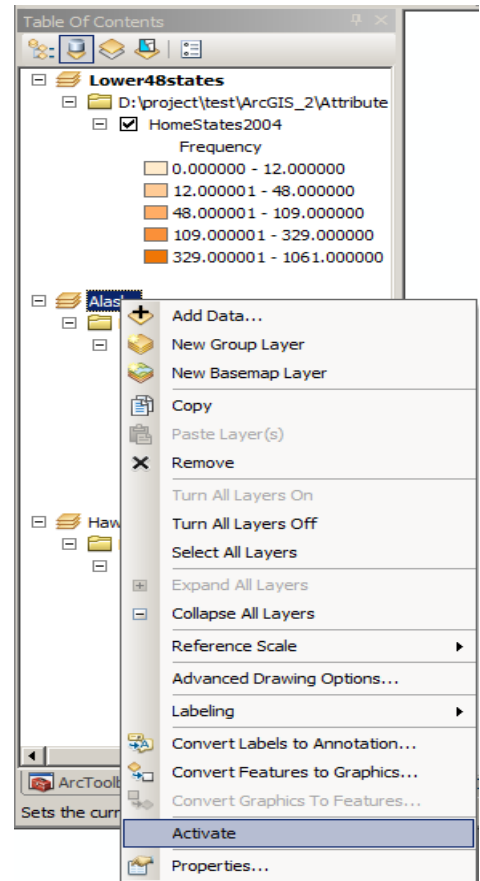 Table Of Contents
Lower48states
D:\project\test\ArcGIS_2\Attribute
HomeStates2004
Frequency
0.000000 - 12.000000
12.000001 - 48.000000
48.000001 - 109.000000
109.000001 - 329.000000
329.000001 - 1061.000000
Alask
Add Data...
New Group Layer
New Basemap Layer
Copy
Paste Layer(s)
Remove
Turn All Layers On
Haw
Turn All Layers Off
Select All Layers
Expand All Layers
Collapse All Layers
Reference Scale
Advanced Drawing Options...
Labeling
Convert Labels to Annotation...
ArcToolb
Convert Features to Graphics...
Convert Graphics To Features...
Sets the curr
Activate
Properties...